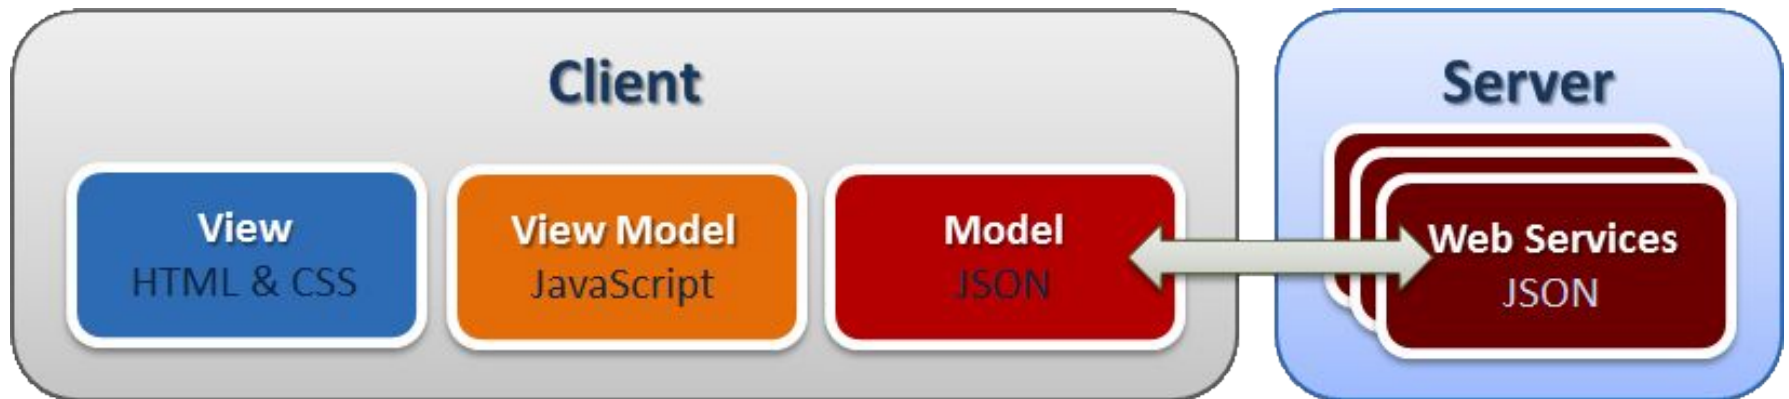 Client
Server
View
HTML & CSS
View Model
JavaScript
Model
JSON
Web Services
JSON